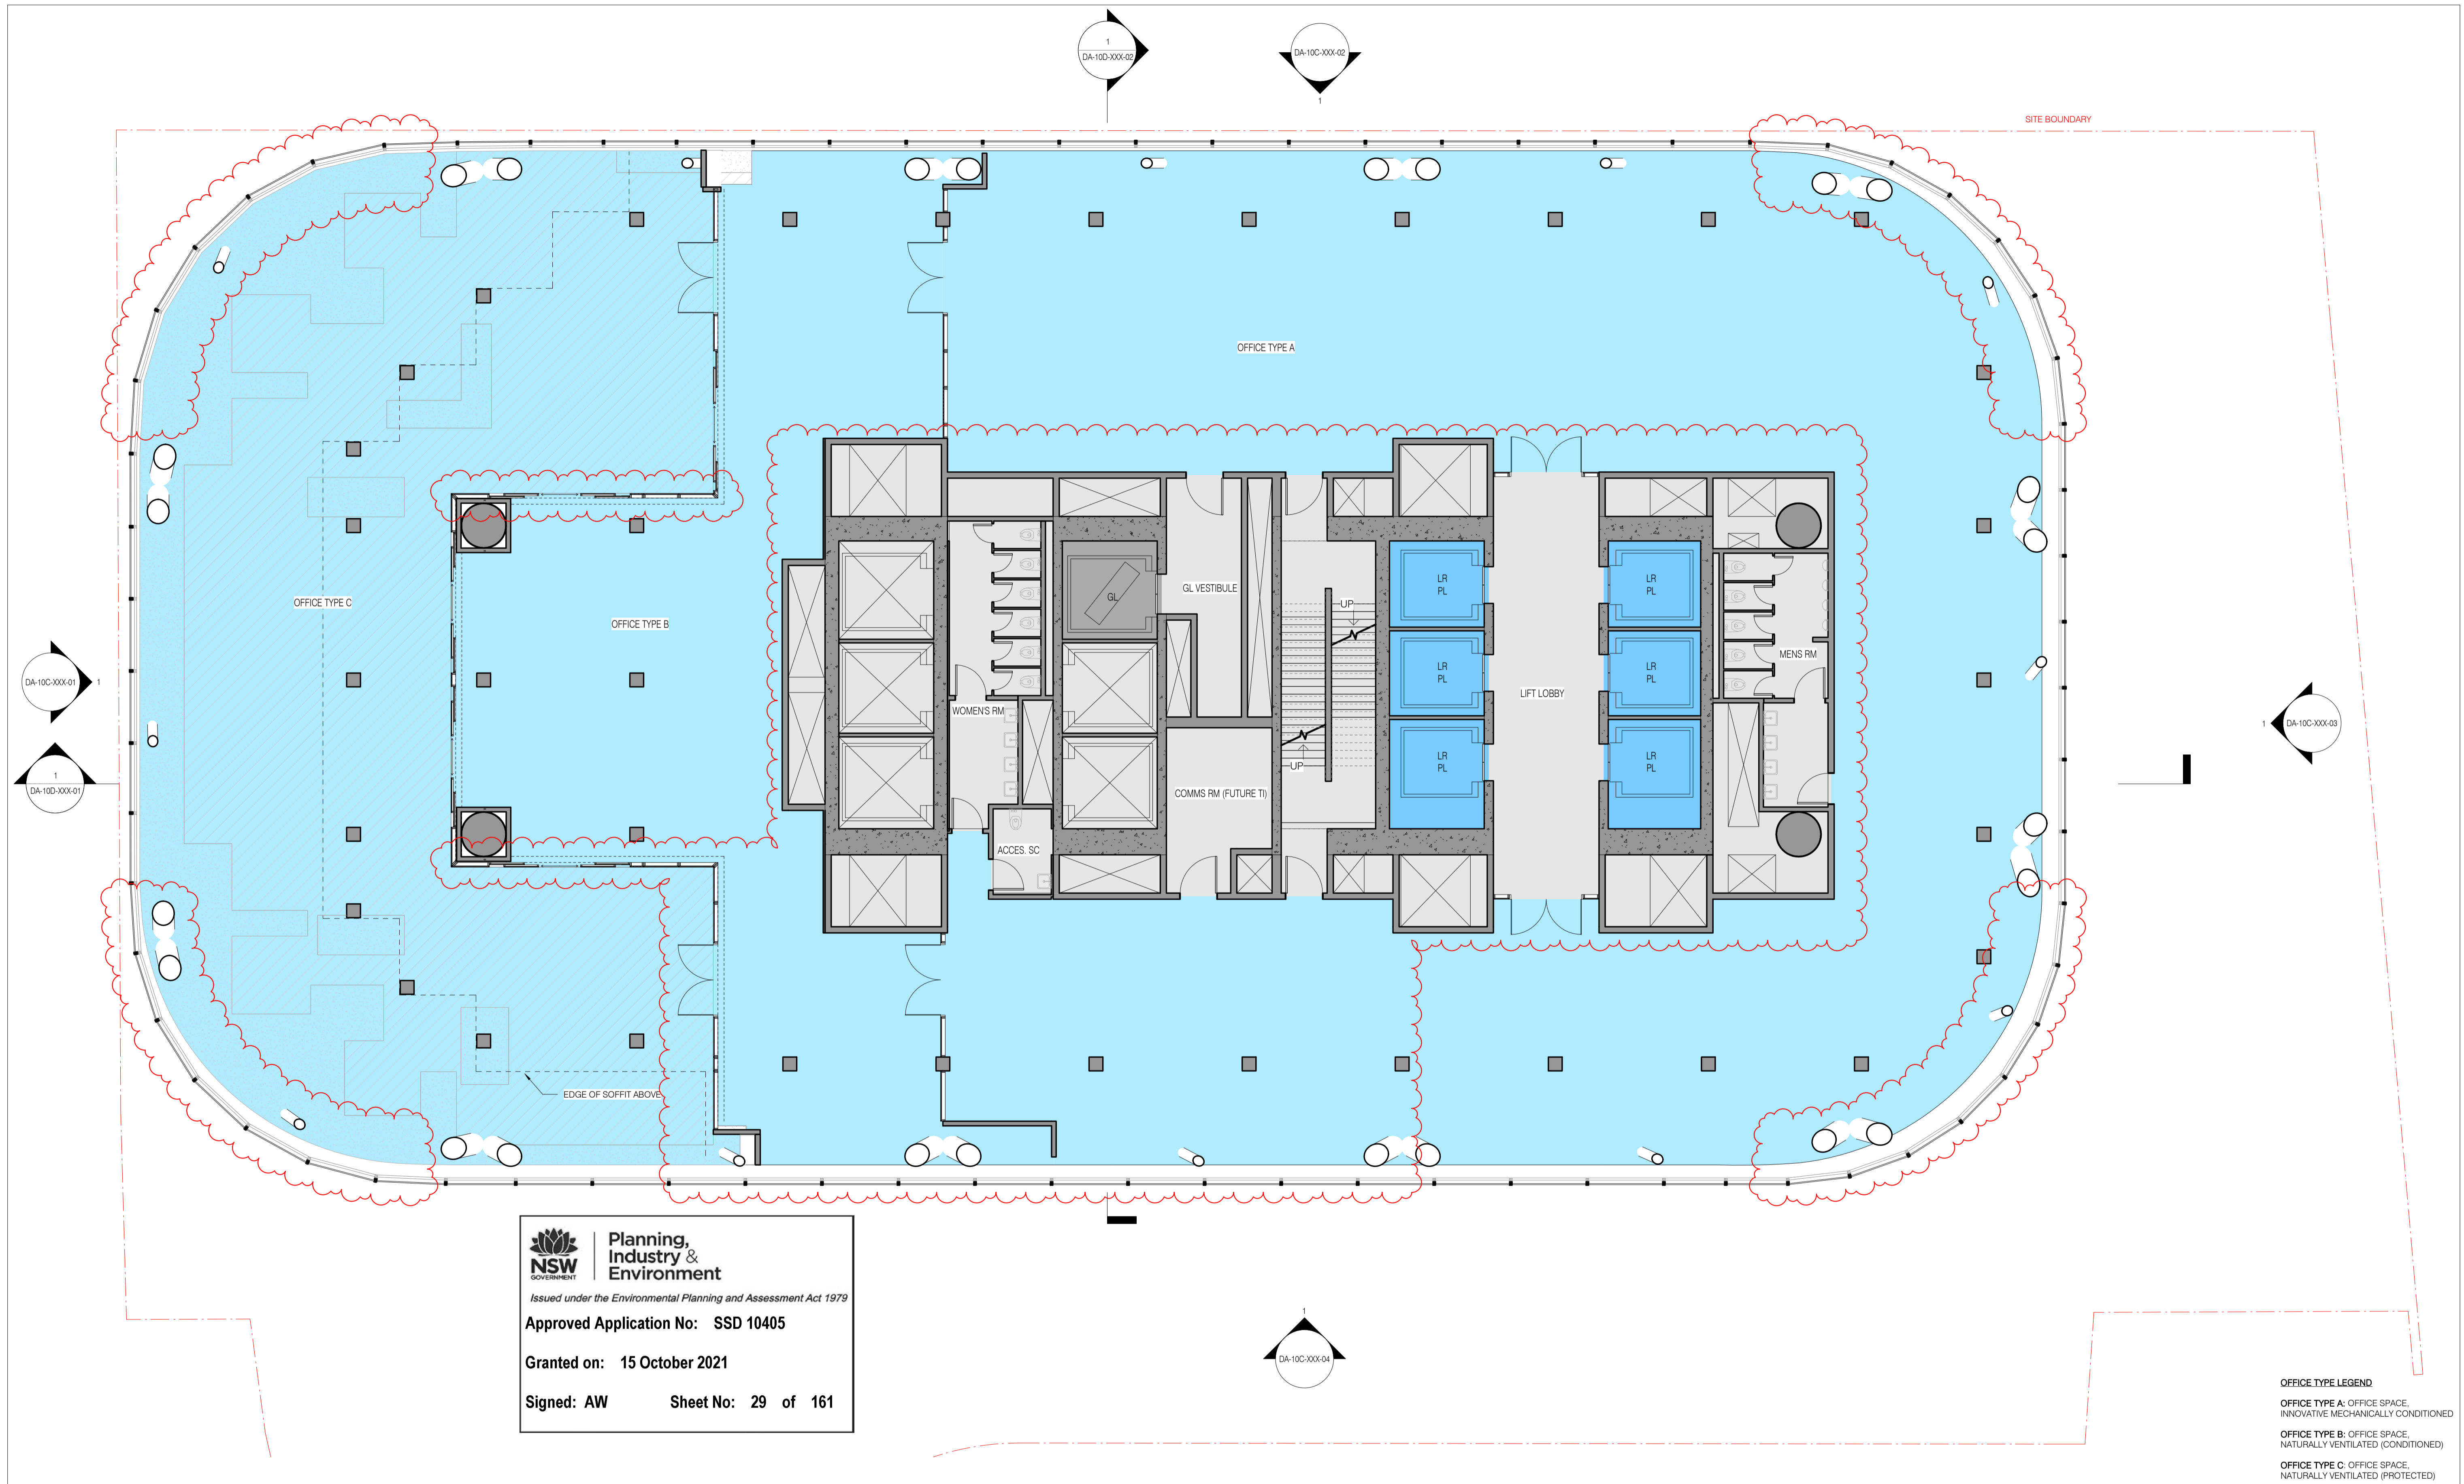 1
DA-10D-XXX-02
DA-10C-XXX-02
1
SITE BOUNDARY
OFFICE TYPE A
OFFICE TYPE C
OFFICE TYPE B
GL
GL VESTIBULE
UP
LR
PL
LR
PL
LR
PL
LR
PL
MENS RM
LIFT LOBBY
WOMEN'S RM
DA-10C-XXX-01
1
1
DA-10C-XXX-03
1
DA-10D-XXX-01
UP
LR
PL
LR
PL
COMMS RM (FUTURE TI)
ACCES. SC
EDGE OF SOFFIT ABOVE
NSW
GOVERNMENT
Planning,
Industry &
Environment
Issued under the Environmental Planning and Assessment Act 1979
Approved Application No: SSD 10405
Granted on: 15 October 2021
Signed: AW Sheet No: 29 of 161
1
DA-10C-XXX-04
OFFICE TYPE LEGEND
OFFICE TYPE A: OFFICE SPACE,
INNOVATIVE MECHANICALLY CONDITIONED
OFFICE TYPE B: OFFICE SPACE,
NATURALLY VENTILATED (CONDITIONED)
OFFICE TYPE C: OFFICE SPACE,
NATURALLY VENTILATED (PROTECTED)